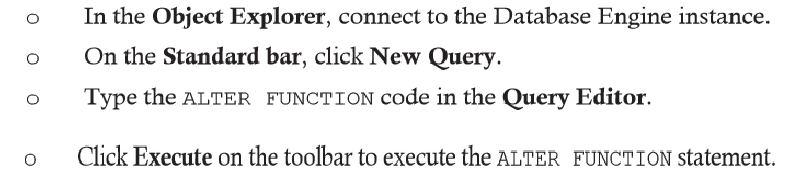 o In the Object Explorer, connect to the Database Engine instance.
o On the Standard bar, click New Query.
o Type the ALTER FUNCTION code in the Query Editor.
o Click Execute on the toolbar to execute the ALTER FUNCTION statement.